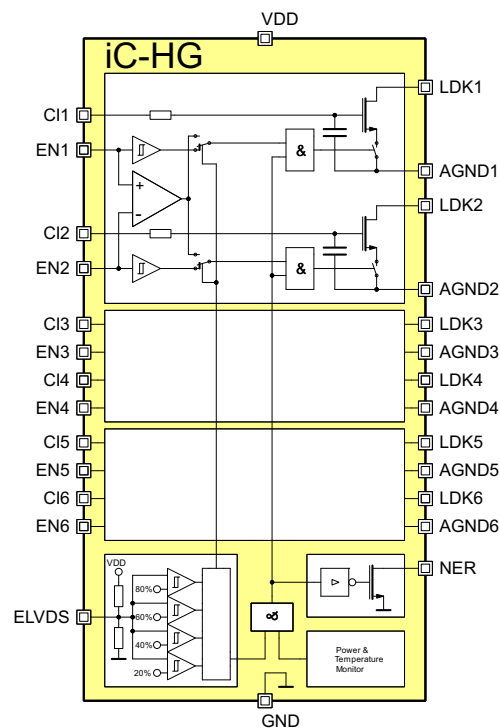 VDD
iC-HG
LDK1
CI1
EN1
&
AGND1
+
-
LDK2
CI2
EN2
&
AGND2
CI3
LDK3
EN3
AGND3
CI4
LDK4
EN4
AGND4
CI5
LDK5
EN5
AGND5
CI6
LDK6
EN6
AGND6
VDD
NER
80%
ELVDS
60%
&
40%
20%
Power &
Temperature
Monitor
GND